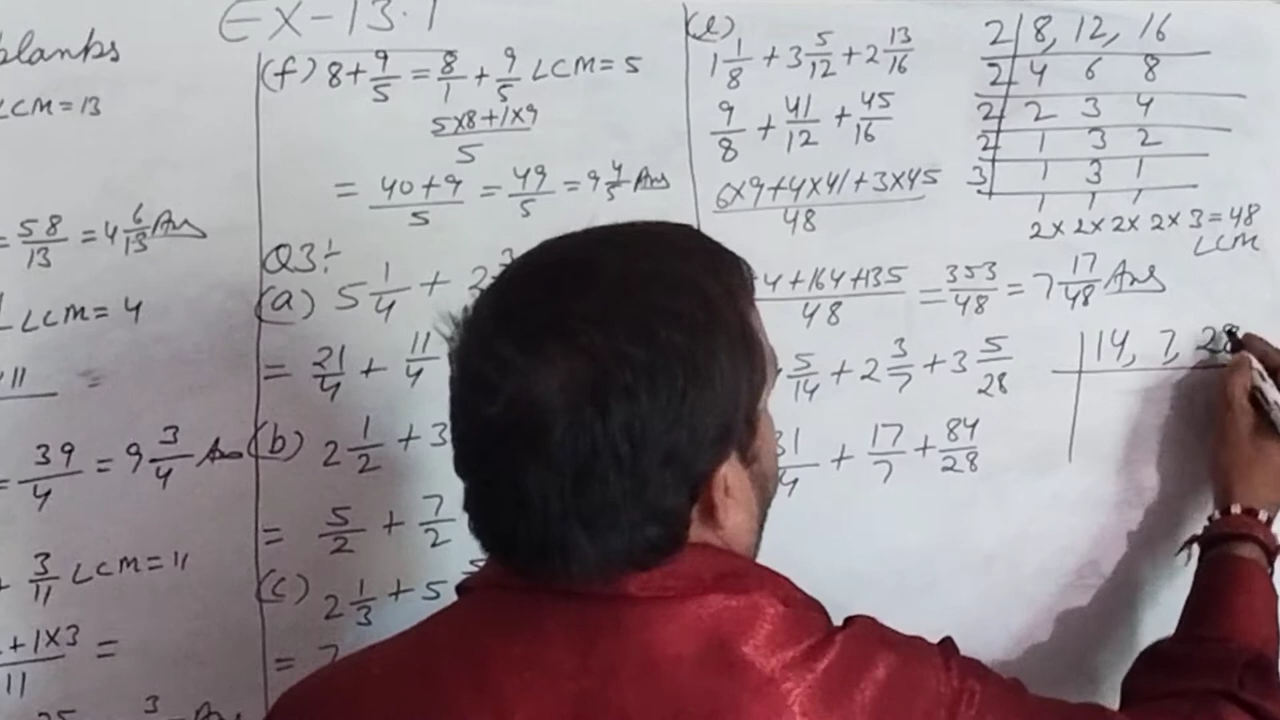 EX-13.1
blanks
LCM=13
= 58/13 = 4 6/13 Ans
LCM=4
11 =
= 39/4 = 9 3/4 Ans
+ 3/11 LCM=11
+1×3/11 =
(f) 8+9/5 = 8/1 + 9/5 LCM=5
5×8+1×9/5
= 40+9/5 = 49/5 = 9 4/5 Ans
Q3:-
(a) 5 1/4 + 2
= 21/4 + 11/4
(b) 2 1/2 + 3
= 5/2 + 7/2
(c) 2 1/3 + 5
= 7
(e)
1 1/8 + 3 5/12 + 2 13/16
9/8 + 41/12 + 45/16
6×9+4×41+3×45/48
4+164+135/48 = 353/48 = 7 17/48 Ans
5/14 + 2 3/7 + 3 5/28
31/4 + 17/7 + 84/28
2 | 8, 12, 16
2 | 4 6 8
2 | 2 3 4
2 | 1 3 2
3 | 1 3 1
1 1 1
2×2×2×2×3=48
LCM
14, 7, 28